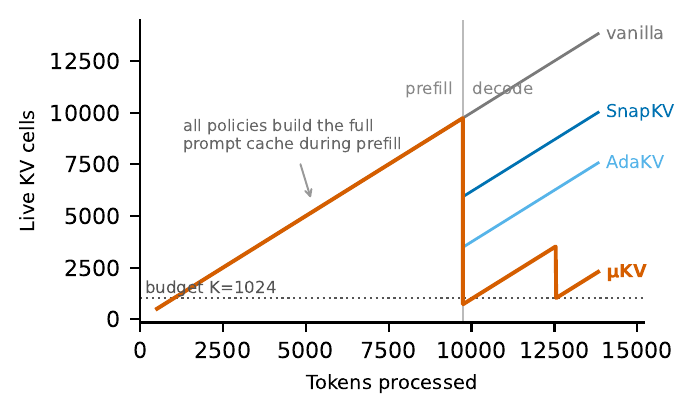 vanilla
prefill
decode
SnapKV
all policies build the full
prompt cache during prefill
AdaKV
µKV
budget K=1024
Live KV cells
12500
10000
7500
5000
2500
0
0
2500
5000
7500
10000
12500
15000
Tokens processed